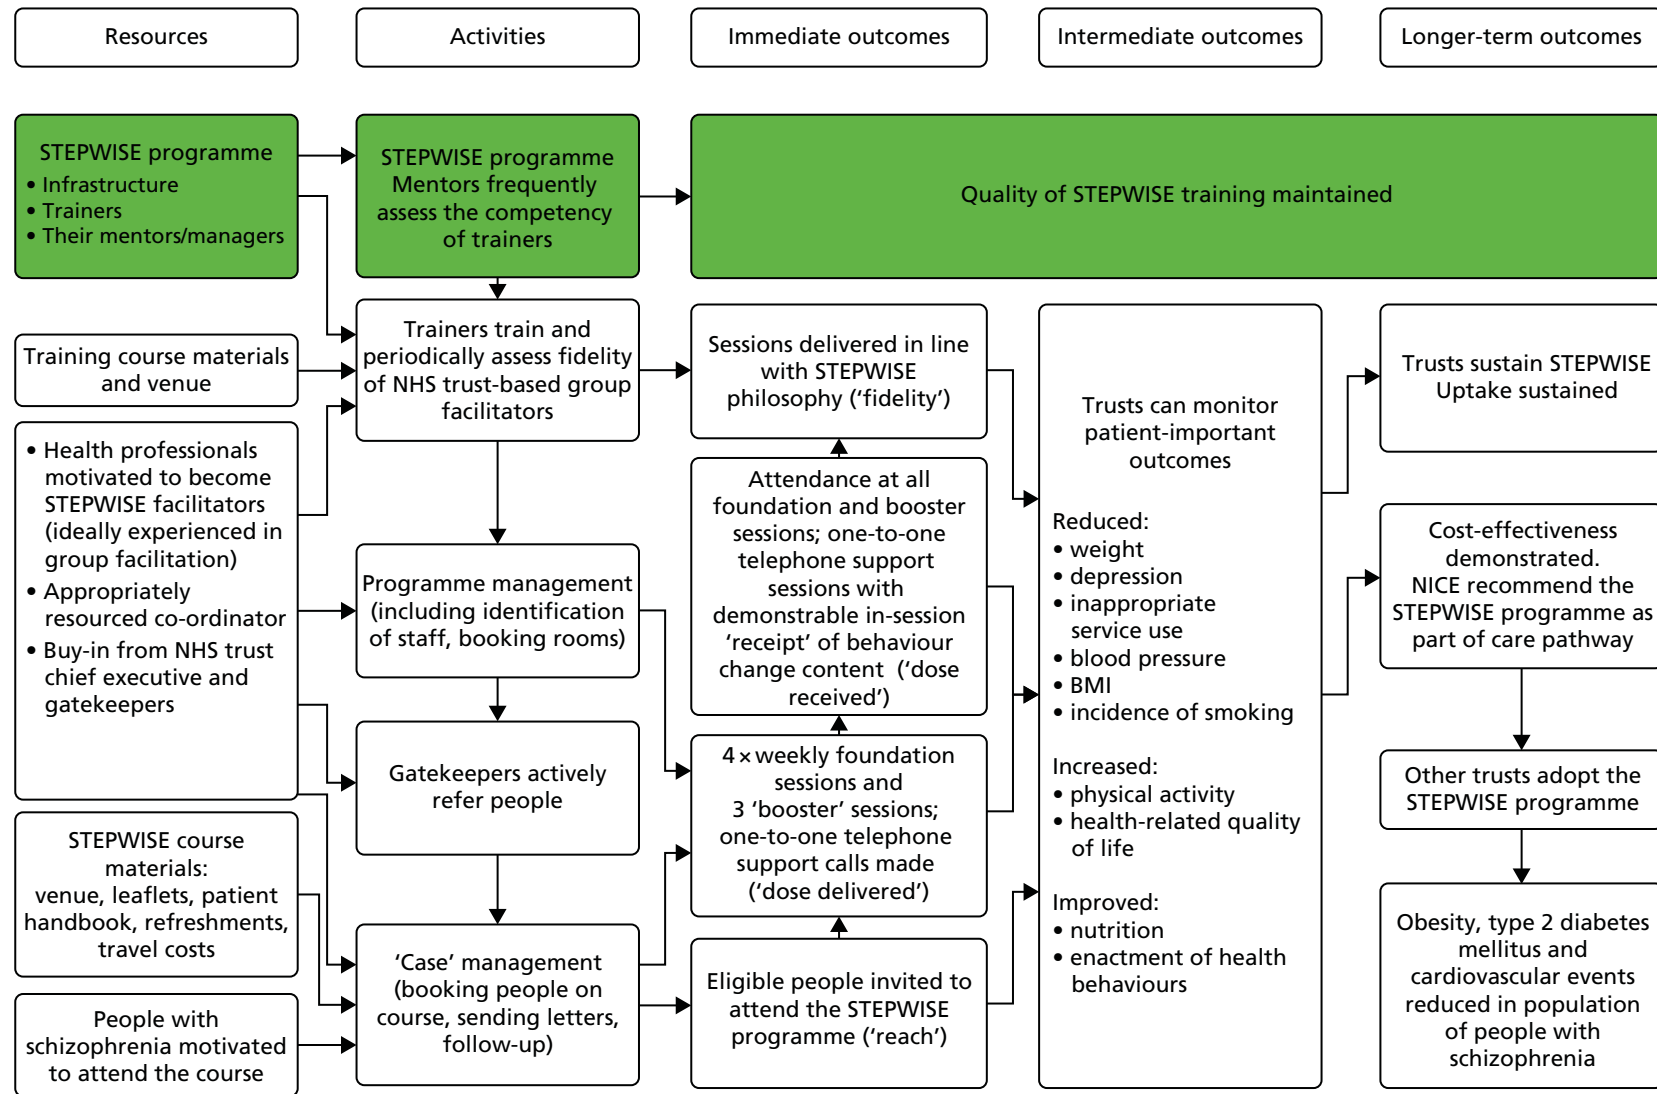 Resources
Activities
Immediate outcomes
Intermediate outcomes
Longer-term outcomes
STEPWISE programme
• Infrastructure
• Trainers
• Their mentors/managers
STEPWISE programme
Mentors frequently
assess the competency
of trainers
Quality of STEPWISE training maintained
Training course materials
and venue
Trainers train and
periodically assess fidelity
of NHS trust-based group
facilitators
Sessions delivered in line
with STEPWISE
philosophy (‘fidelity’)
Trusts can monitor
patient-important
outcomes
Reduced:
• weight
• depression
• inappropriate
service use
• blood pressure
• BMI
• incidence of smoking
Increased:
• physical activity
• health-related quality
of life
Improved:
• nutrition
• enactment of health
behaviours
Trusts sustain STEPWISE
Uptake sustained
• Health professionals
motivated to become
STEPWISE facilitators
(ideally experienced in
group facilitation)
• Appropriately
resourced co-ordinator
• Buy-in from NHS trust
chief executive and
gatekeepers
Programme management
(including identification
of staff, booking rooms)
Attendance at all
foundation and booster
sessions; one-to-one
telephone support
sessions with
demonstrable in-session
‘receipt’ of behaviour
change content (‘dose
received’)
Cost-effectiveness
demonstrated.
NICE recommend the
STEPWISE programme as
part of care pathway
Gatekeepers actively
refer people
4 × weekly foundation
sessions and
3 ‘booster’ sessions;
one-to-one telephone
support calls made
(‘dose delivered’)
Other trusts adopt the
STEPWISE programme
STEPWISE course
materials:
venue, leaflets, patient
handbook, refreshments,
travel costs
‘Case’ management
(booking people on
course, sending letters,
follow-up)
Eligible people invited to
attend the STEPWISE
programme (‘reach’)
Obesity, type 2 diabetes
mellitus and
cardiovascular events
reduced in population
of people with
schizophrenia
People with
schizophrenia motivated
to attend the course